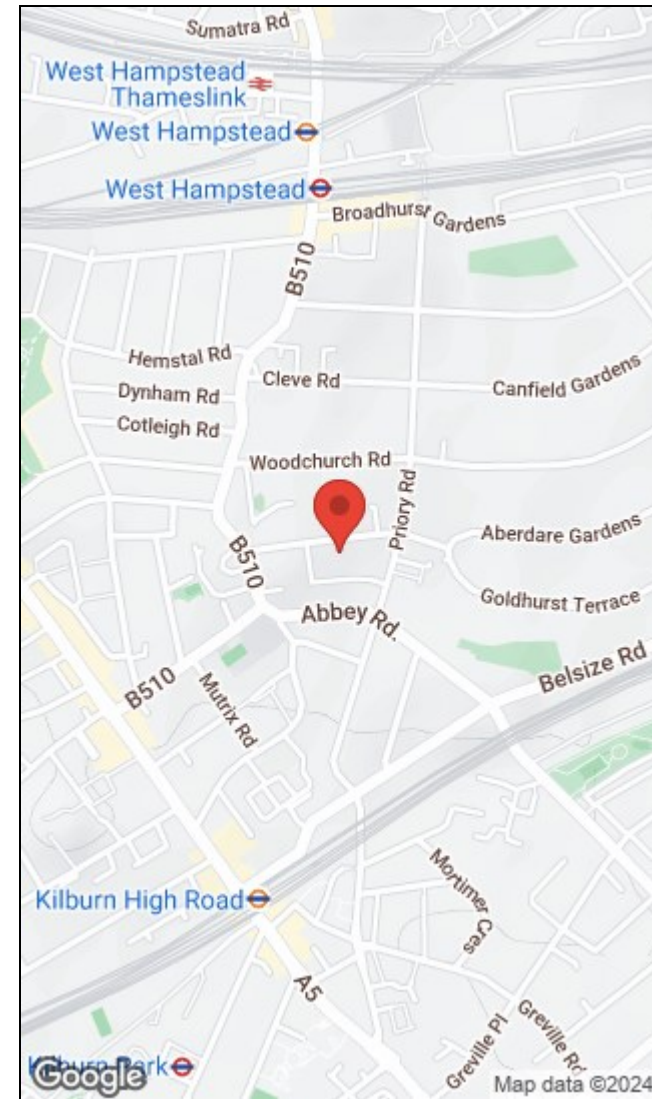 Sumatra Rd
West Hampstead
Thameslink
West Hampstead
West Hampstead
Broadhurst Gardens
B510
Hemstal Rd
Cleve Rd
Canfield Gardens
Dynham Rd
Cotleigh Rd
Woodchurch Rd
Priory Rd
Aberdare Gardens
B510
Goldhurst Terrace
Abbey Rd.
Belsize Rd
B510
Mutrix Rd
Mortimer Cres
Kilburn High Road
A5
Greville Pl
Greville Rd
Kilburn Park
Google
Map data ©2024